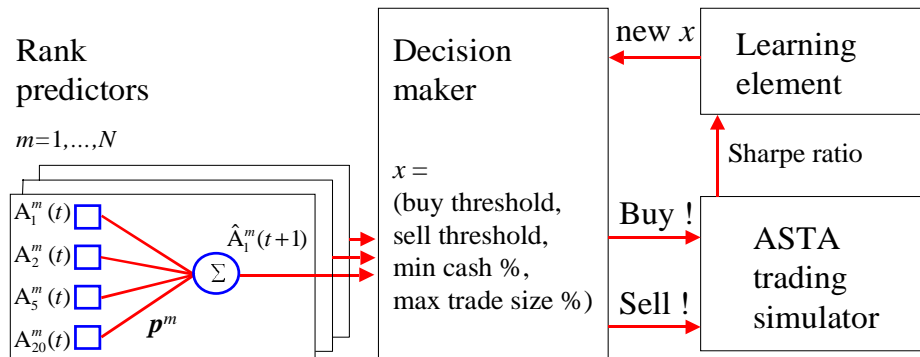 Rank
predictors
m=1,...,N
A₁ᵐ(t)
A₂ᵐ(t)
A₅ᵐ(t)
A₂₀ᵐ(t)
Σ
Â₁ᵐ(t+1)
pᵐ
Decision
maker
x =
(buy threshold,
sell threshold,
min cash %,
max trade size %)
new x
Learning
element
Sharpe ratio
Buy !
Sell !
ASTA
trading
simulator